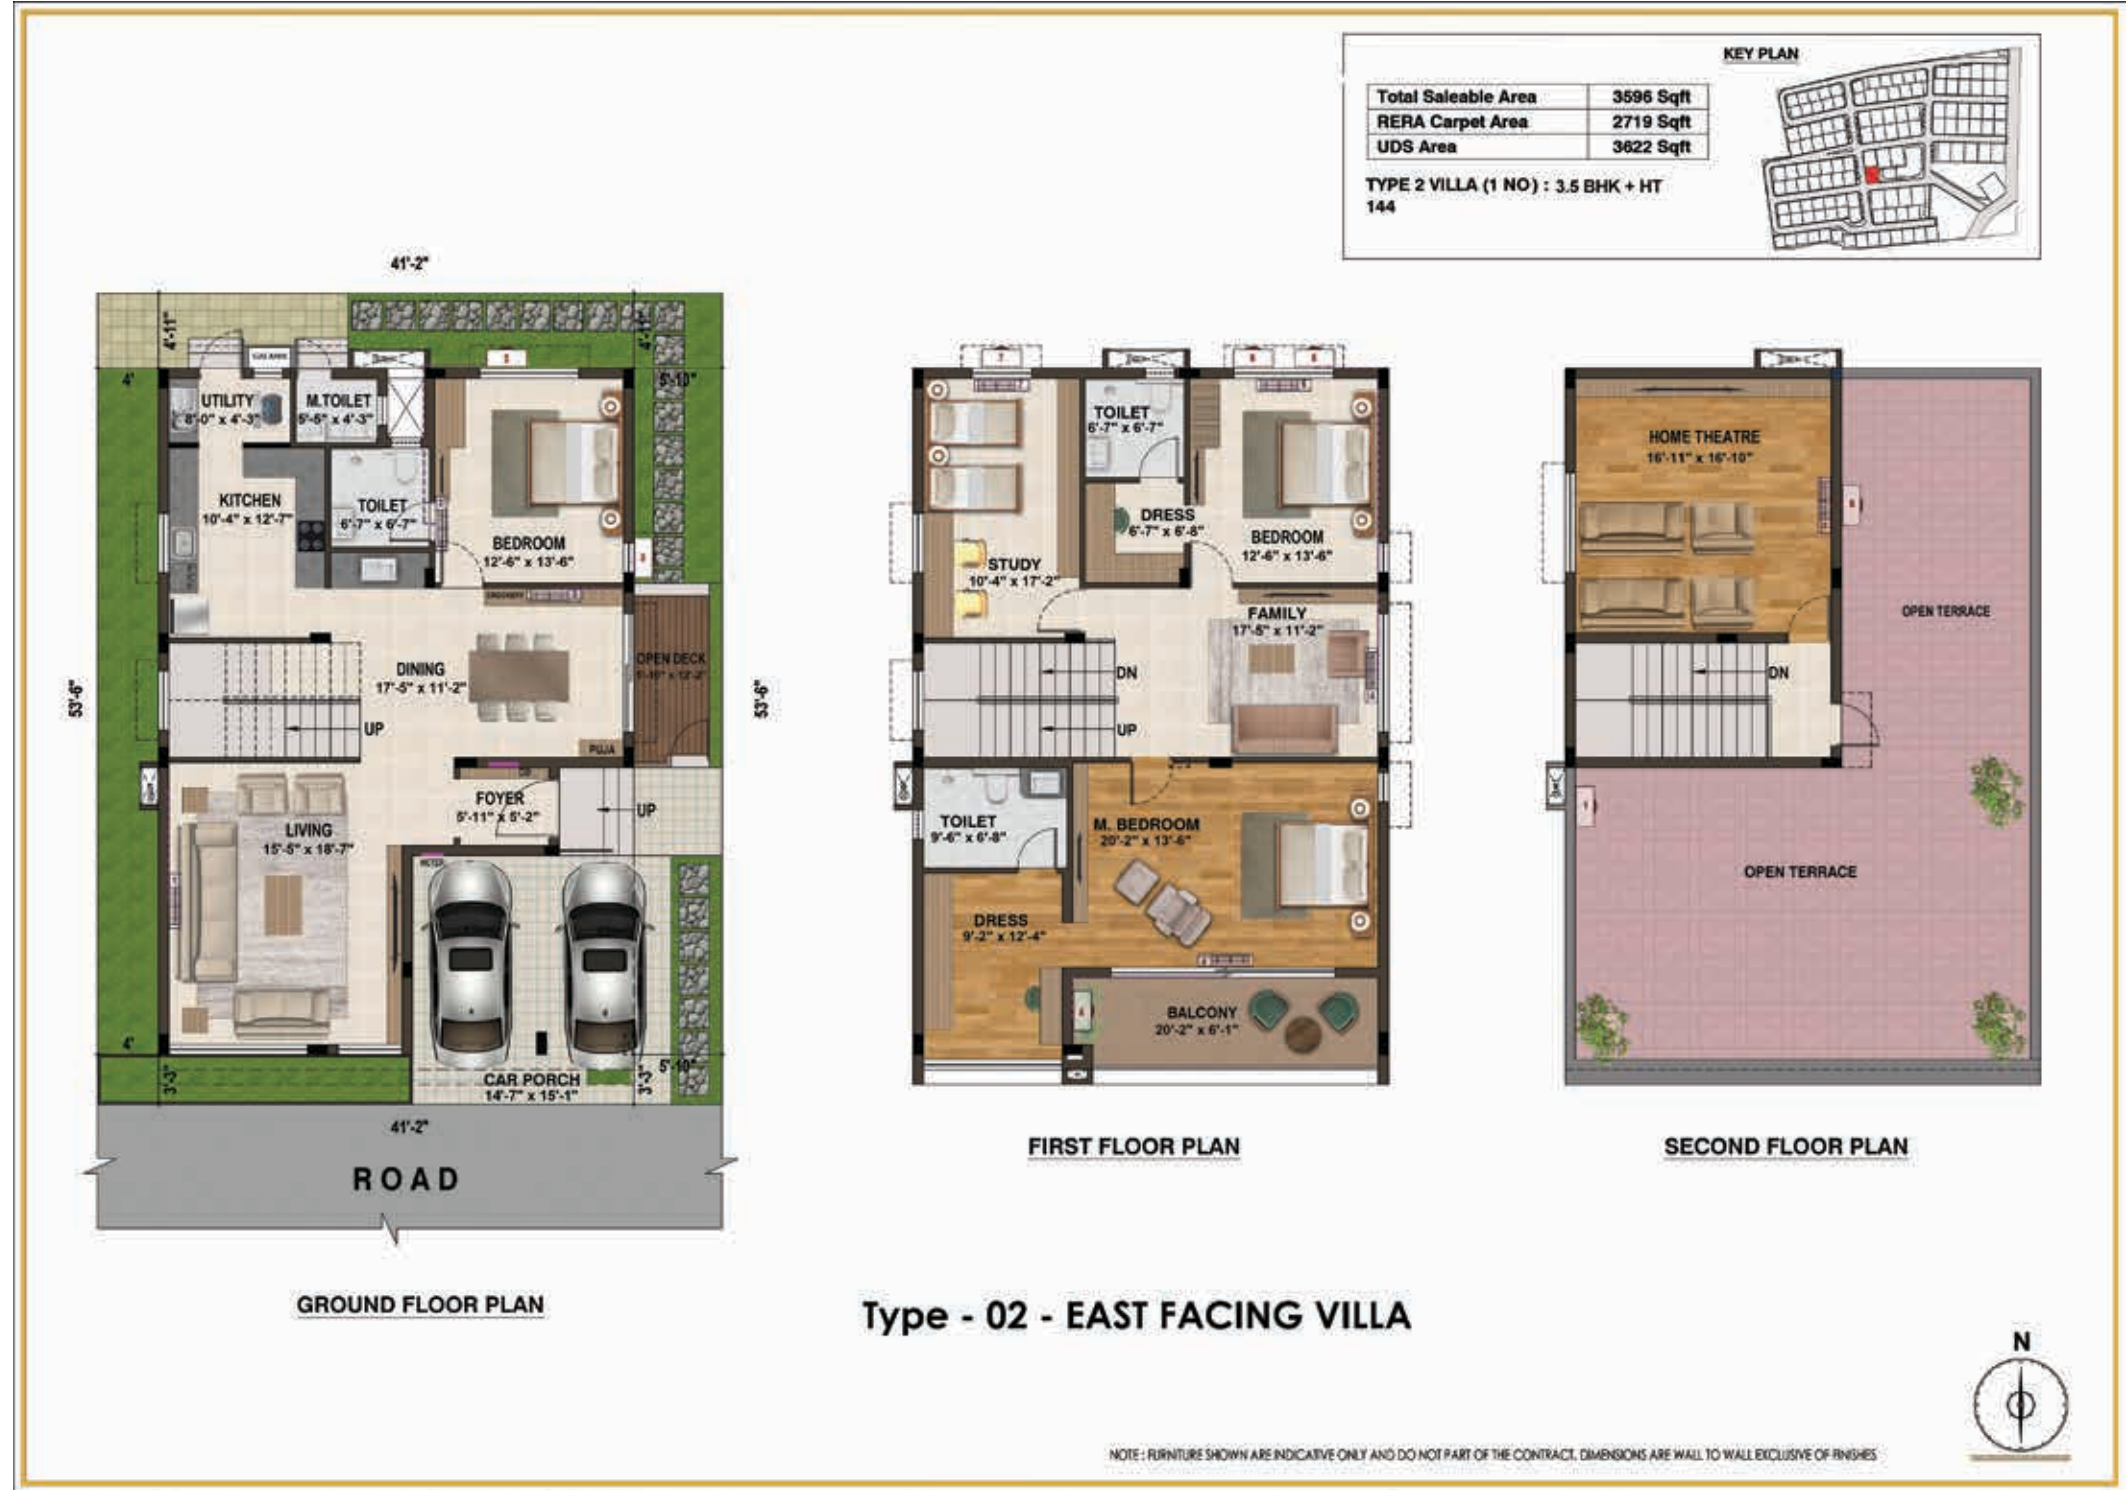 KEY PLAN
Total Saleable Area 3596 Sqft
RERA Carpet Area 2719 Sqft
UDS Area 3622 Sqft
TYPE 2 VILLA (1 NO) : 3.5 BHK + HT
144
41'-2"
4'-11"
4'-11"
4'
5'-10"
UTILITY
8'-0" x 4'-3"
M.TOILET
5'-5" x 4'-3"
KITCHEN
10'-4" x 12'-7"
TOILET
6'-7" x 6'-7"
BEDROOM
12'-6" x 13'-6"
CROCKERY
DINING
17'-5" x 11'-2"
OPEN DECK
53'-6"
53'-6"
UP
PUJA
FOYER
5'-11" x 5'-2"
UP
LIVING
15'-5" x 18'-7"
METER
4'
5'-10"
3'-3"
3'-3"
CAR PORCH
14'-7" x 15'-1"
41'-2"
ROAD
GROUND FLOOR PLAN
7
TOILET
6'-7" x 6'-7"
DRESS
6'-7" x 6'-8"
BEDROOM
12'-6" x 13'-6"
STUDY
10'-4" x 17'-2"
FAMILY
17'-5" x 11'-2"
DN
UP
TOILET
9'-6" x 6'-8"
M. BEDROOM
20'-2" x 13'-6"
DRESS
9'-2" x 12'-4"
BALCONY
20'-2" x 6'-1"
FIRST FLOOR PLAN
HOME THEATRE
16'-11" x 16'-10"
OPEN TERRACE
DN
1
OPEN TERRACE
SECOND FLOOR PLAN
Type - 02 - EAST FACING VILLA
N
NOTE : FURNITURE SHOWN ARE INDICATIVE ONLY AND DO NOT PART OF THE CONTRACT. DIMENSIONS ARE WALL TO WALL EXCLUSIVE OF FINISHES